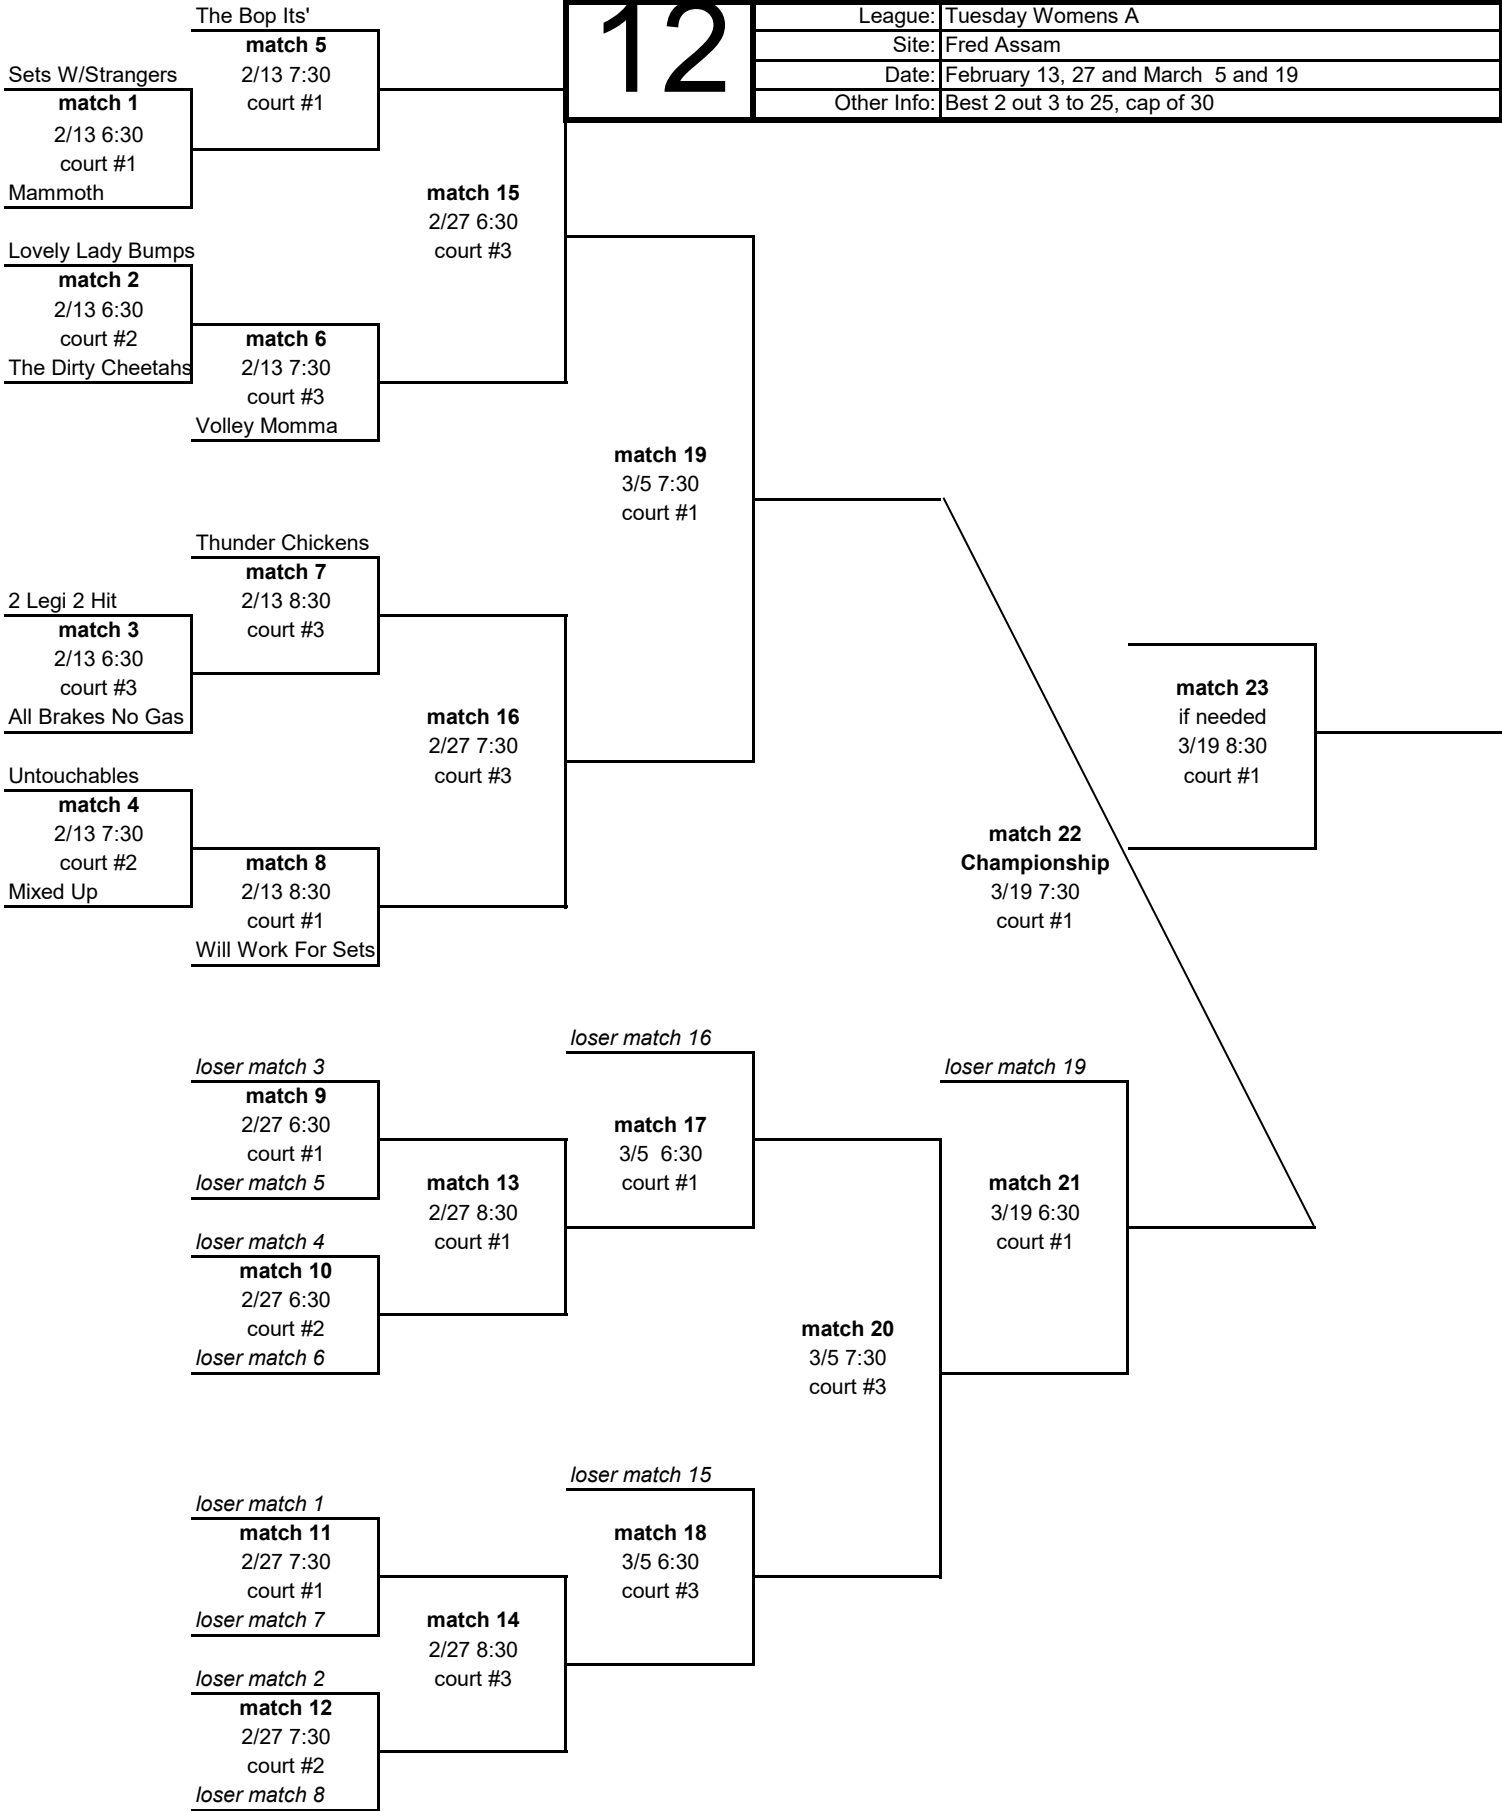 12
League: Tuesday Womens A
Site: Fred Assam
Date: February 13, 27 and March  5 and 19
Other Info: Best 2 out 3 to 25, cap of 30
The Bop Its'
match 5
2/13 7:30
court #1
Sets W/Strangers
match 1
2/13 6:30
court #1
Mammoth
match 15
2/27 6:30
court #3
Lovely Lady Bumps
match 2
2/13 6:30
court #2
The Dirty Cheetahs
match 6
2/13 7:30
court #3
Volley Momma
match 19
3/5 7:30
court #1
Thunder Chickens
match 7
2/13 8:30
court #3
2 Legi 2 Hit
match 3
2/13 6:30
court #3
All Brakes No Gas
match 16
2/27 7:30
court #3
match 23
if needed
3/19 8:30
court #1
Untouchables
match 4
2/13 7:30
court #2
Mixed Up
match 8
2/13 8:30
court #1
Will Work For Sets
match 22
Championship
3/19 7:30
court #1
loser match 16
loser match 3
match 9
2/27 6:30
court #1
loser match 5
match 17
3/5  6:30
court #1
loser match 19
match 13
2/27 8:30
court #1
match 21
3/19 6:30
court #1
loser match 4
match 10
2/27 6:30
court #2
loser match 6
match 20
3/5 7:30
court #3
loser match 15
loser match 1
match 11
2/27 7:30
court #1
loser match 7
match 18
3/5 6:30
court #3
match 14
2/27 8:30
court #3
loser match 2
match 12
2/27 7:30
court #2
loser match 8